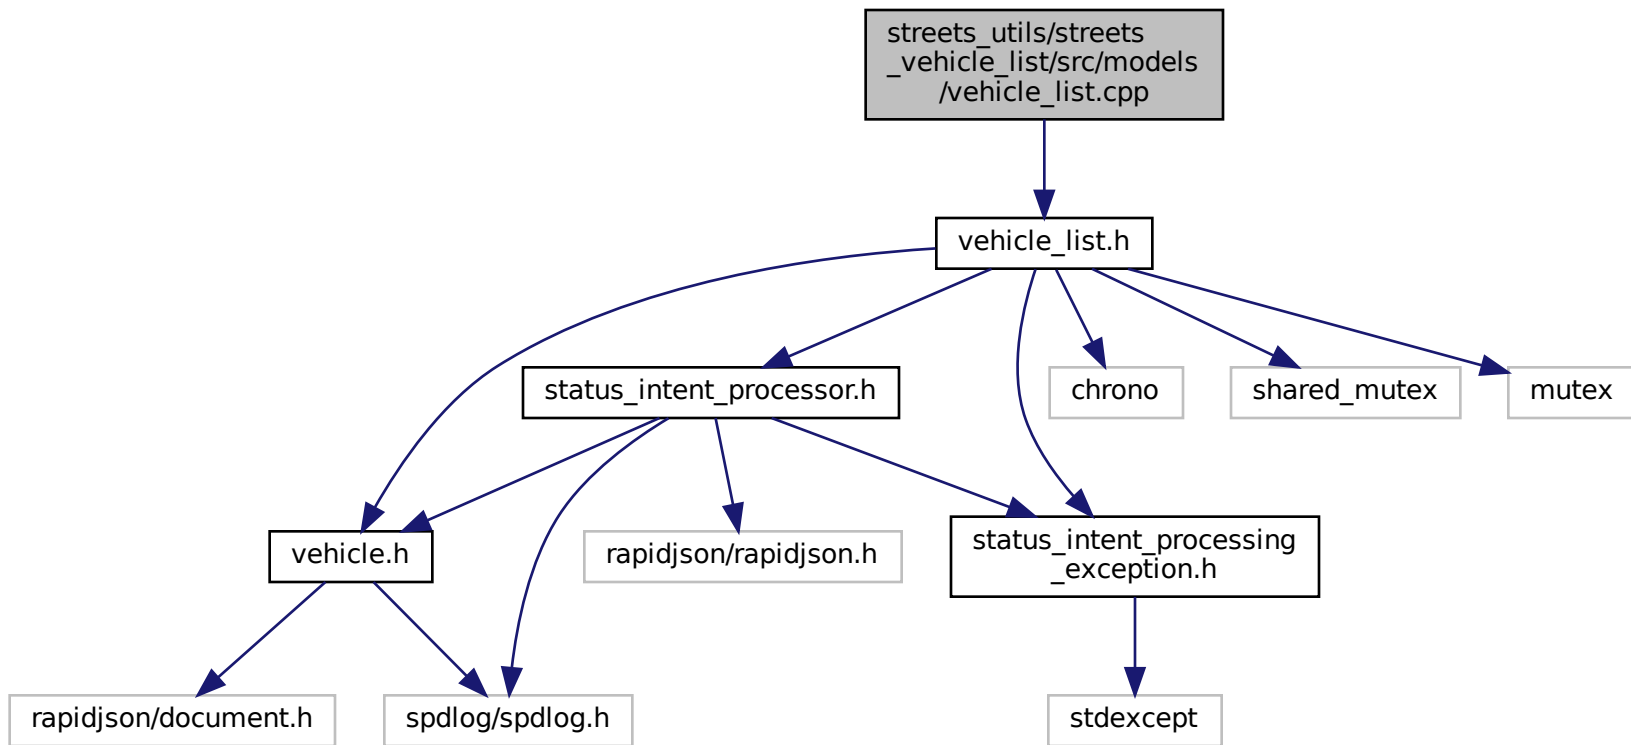 streets_utils/streets
_vehicle_list/src/models
/vehicle_list.cpp
vehicle_list.h
status_intent_processor.h
chrono
shared_mutex
mutex
vehicle.h
rapidjson/rapidjson.h
status_intent_processing
_exception.h
rapidjson/document.h
spdlog/spdlog.h
stdexcept